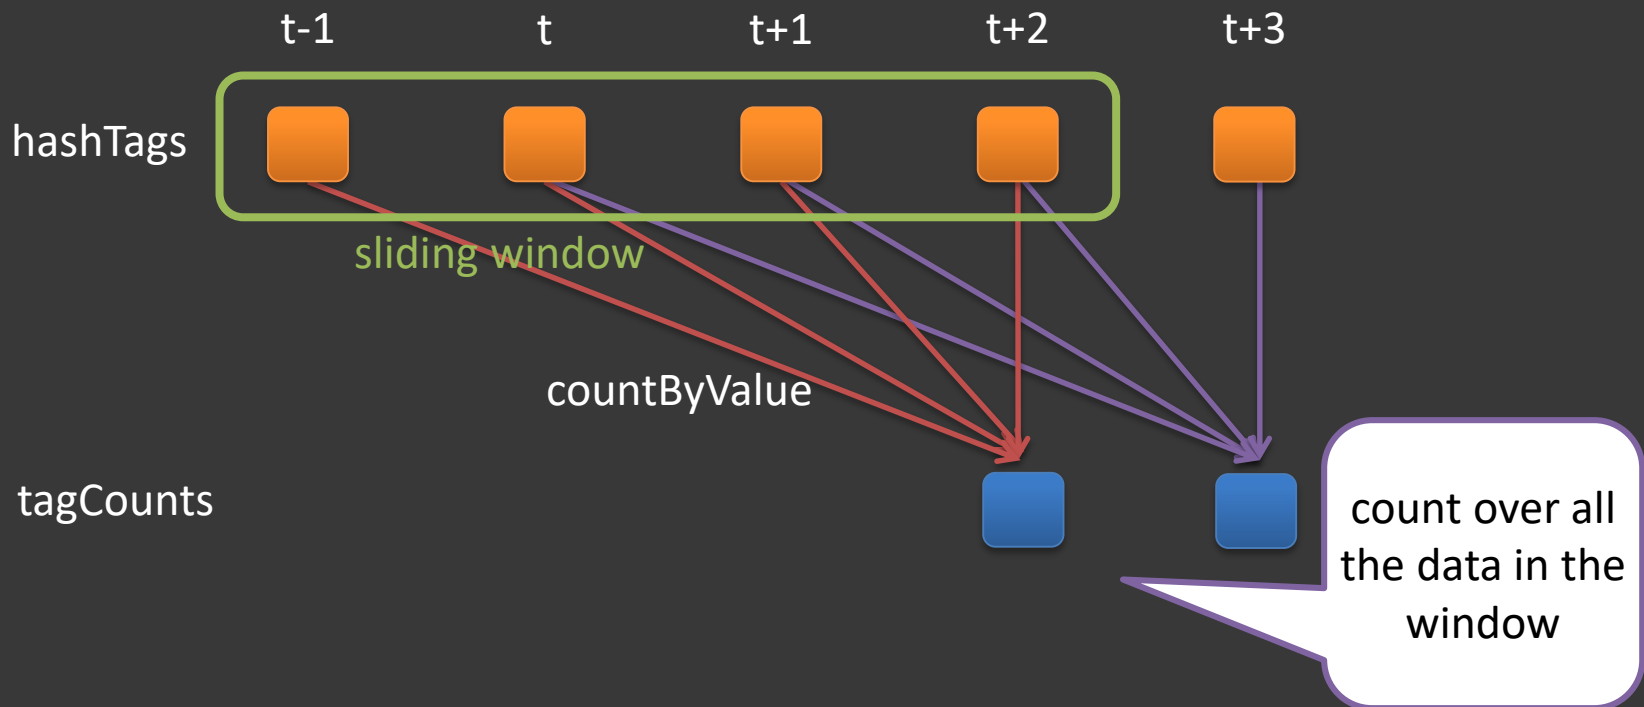 t-1 t t+1 t+2 t+3
hashTags
sliding window
countByValue
tagCounts
count over all
the data in the
window